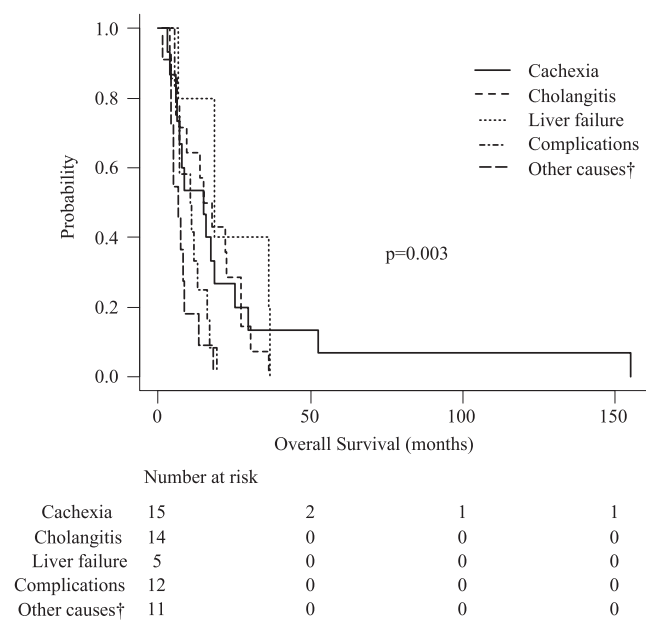 1.0
0.8
0.6
0.4
0.2
0.0
Probability
Cachexia
Cholangitis
Liver failure
Complications
Other causes†
p=0.003
0 50 100 150
Overall Survival (months)
Number at risk
Cachexia 15 2 1 1
Cholangitis 14 0 0 0
Liver failure 5 0 0 0
Complications 12 0 0 0
Other causes† 11 0 0 0